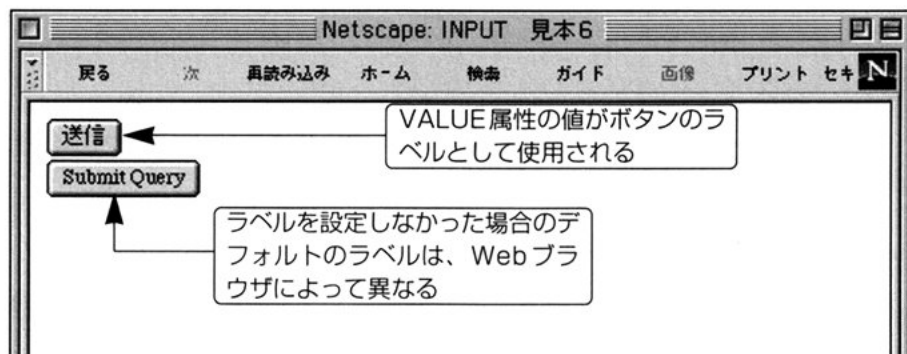 Netscape: INPUT 見本6
戻る 次 再読み込み ホーム 検索 ガイド 画像 プリント セキ N
送信
VALUE属性の値がボタンのラ
ベルとして使用される
Submit Query
ラベルを設定しなかった場合のデ
フォルトのラベルは、Webブラ
ウザによって異なる